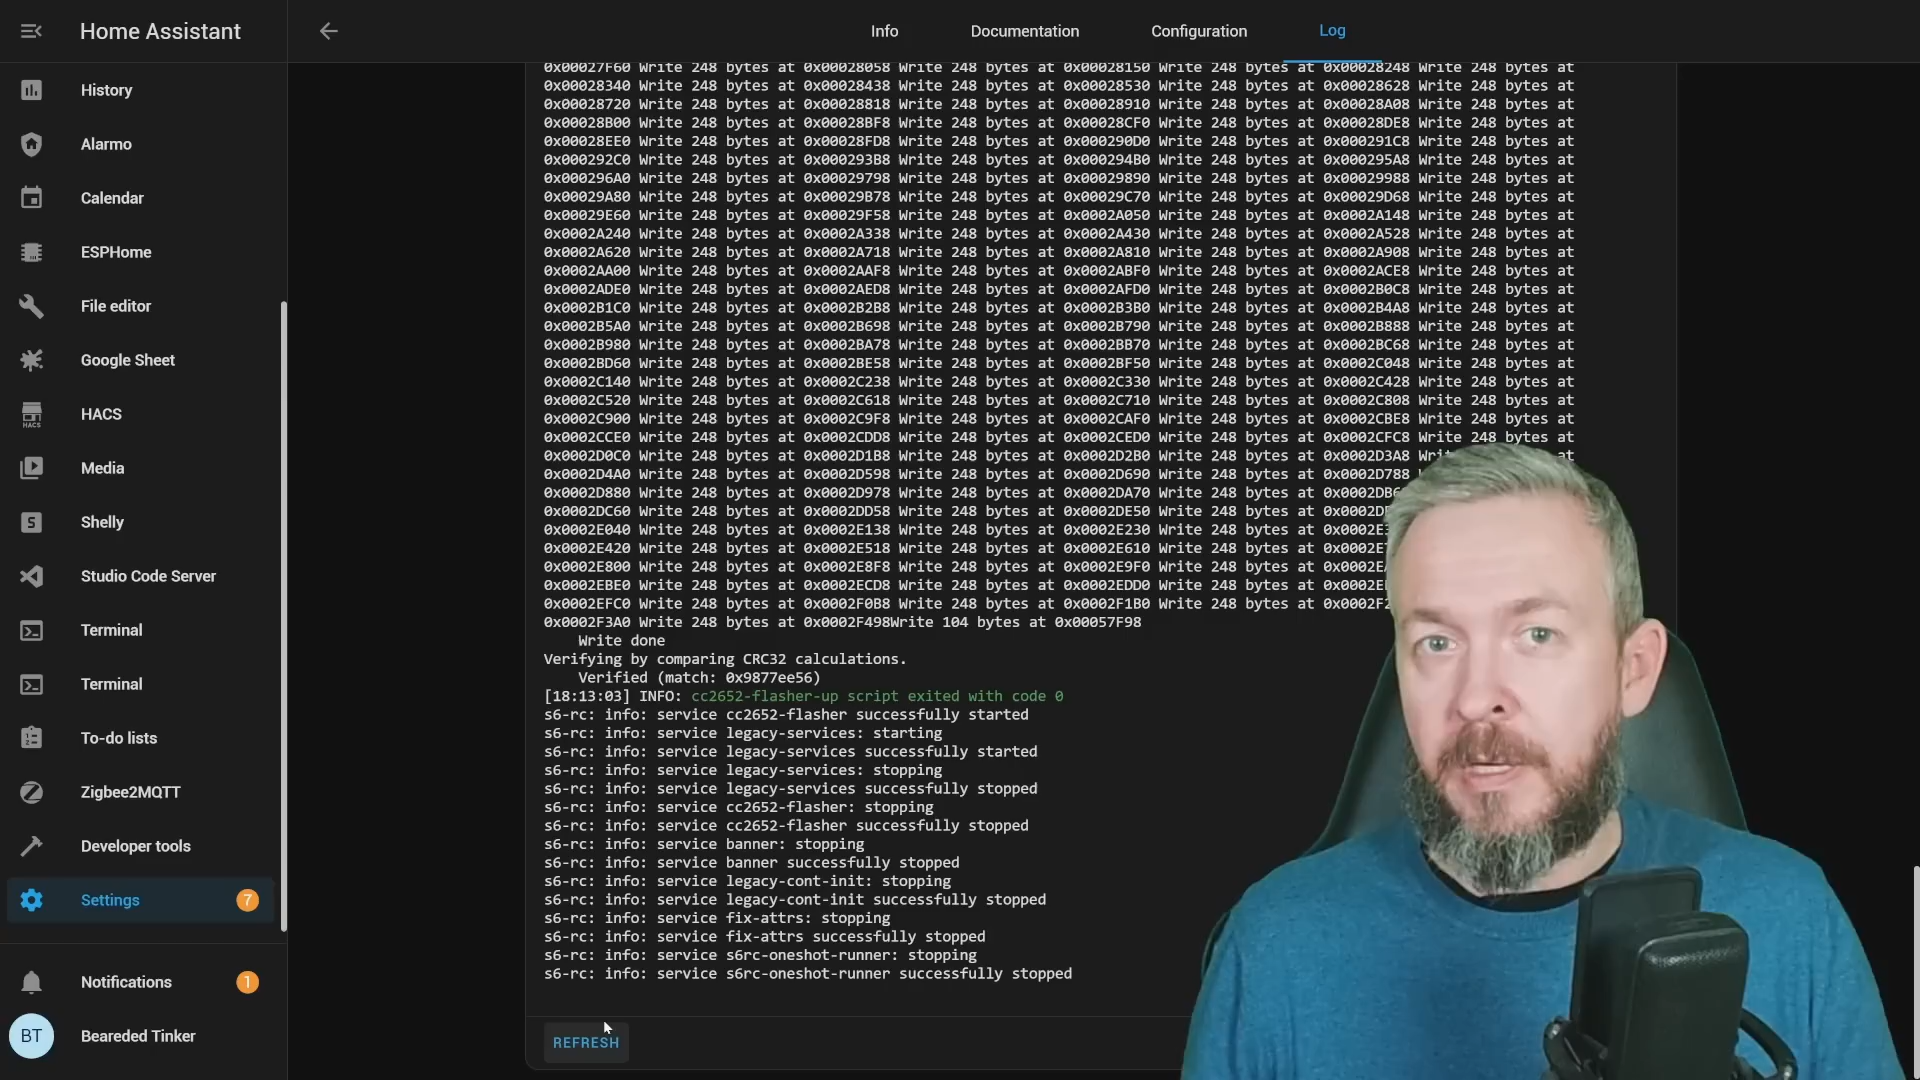 Home Assistant
Info
Documentation
Configuration
Log
History
Alarmo
Calendar
ESPHome
File editor
Google Sheet
HACS
HACS
Media
Shelly
S
Studio Code Server
Terminal
Terminal
To-do lists
Zigbee2MQTT
Developer tools
Settings
7
Notifications
1
BT
Beareded Tinker
0x00027F60 Write 248 bytes at 0x00028058 Write 248 bytes at 0x00028150 Write 248 bytes at 0x00028248 Write 248 bytes at
0x00028340 Write 248 bytes at 0x00028438 Write 248 bytes at 0x00028530 Write 248 bytes at 0x00028628 Write 248 bytes at
0x00028720 Write 248 bytes at 0x00028818 Write 248 bytes at 0x00028910 Write 248 bytes at 0x00028A08 Write 248 bytes at
0x00028B00 Write 248 bytes at 0x00028BF8 Write 248 bytes at 0x00028CF0 Write 248 bytes at 0x00028DE8 Write 248 bytes at
0x00028EE0 Write 248 bytes at 0x00028FD8 Write 248 bytes at 0x000290D0 Write 248 bytes at 0x000291C8 Write 248 bytes at
0x000292C0 Write 248 bytes at 0x000293B8 Write 248 bytes at 0x000294B0 Write 248 bytes at 0x000295A8 Write 248 bytes at
0x000296A0 Write 248 bytes at 0x00029798 Write 248 bytes at 0x00029890 Write 248 bytes at 0x00029988 Write 248 bytes at
0x00029A80 Write 248 bytes at 0x00029B78 Write 248 bytes at 0x00029C70 Write 248 bytes at 0x00029D68 Write 248 bytes at
0x00029E60 Write 248 bytes at 0x00029F58 Write 248 bytes at 0x0002A050 Write 248 bytes at 0x0002A148 Write 248 bytes at
0x0002A240 Write 248 bytes at 0x0002A338 Write 248 bytes at 0x0002A430 Write 248 bytes at 0x0002A528 Write 248 bytes at
0x0002A620 Write 248 bytes at 0x0002A718 Write 248 bytes at 0x0002A810 Write 248 bytes at 0x0002A908 Write 248 bytes at
0x0002AA00 Write 248 bytes at 0x0002AAF8 Write 248 bytes at 0x0002ABF0 Write 248 bytes at 0x0002ACE8 Write 248 bytes at
0x0002ADE0 Write 248 bytes at 0x0002AED8 Write 248 bytes at 0x0002AFD0 Write 248 bytes at 0x0002B0C8 Write 248 bytes at
0x0002B1C0 Write 248 bytes at 0x0002B2B8 Write 248 bytes at 0x0002B3B0 Write 248 bytes at 0x0002B4A8 Write 248 bytes at
0x0002B5A0 Write 248 bytes at 0x0002B698 Write 248 bytes at 0x0002B790 Write 248 bytes at 0x0002B888 Write 248 bytes at
0x0002B980 Write 248 bytes at 0x0002BA78 Write 248 bytes at 0x0002BB70 Write 248 bytes at 0x0002BC68 Write 248 bytes at
0x0002BD60 Write 248 bytes at 0x0002BE58 Write 248 bytes at 0x0002BF50 Write 248 bytes at 0x0002C048 Write 248 bytes at
0x0002C140 Write 248 bytes at 0x0002C238 Write 248 bytes at 0x0002C330 Write 248 bytes at 0x0002C428 Write 248 bytes at
0x0002C520 Write 248 bytes at 0x0002C618 Write 248 bytes at 0x0002C710 Write 248 bytes at 0x0002C808 Write 248 bytes at
0x0002C900 Write 248 bytes at 0x0002C9F8 Write 248 bytes at 0x0002CAF0 Write 248 bytes at 0x0002CBE8 Write 248 bytes at
0x0002CCE0 Write 248 bytes at 0x0002CDD8 Write 248 bytes at 0x0002CED0 Write 248 bytes at 0x0002CFC8 Write 248 bytes at
0x0002D0C0 Write 248 bytes at 0x0002D1B8 Write 248 bytes at 0x0002D2B0 Write 248 bytes at 0x0002D3A8 at
0x0002D4A0 Write 248 bytes at 0x0002D598 Write 248 bytes at 0x0002D690 Write 248 bytes at 0x0002D788
0x0002D880 Write 248 bytes at 0x0002D978 Write 248 bytes at 0x0002DA70 Write 248 bytes at
0x0002DC60 Write 248 bytes at 0x0002DD58 Write 248 bytes at 0x0002DE50 Write 248 bytes at
0x0002E040 Write 248 bytes at 0x0002E138 Write 248 bytes at 0x0002E230 Write 248 bytes at
0x0002E420 Write 248 bytes at 0x0002E518 Write 248 bytes at 0x0002E610 Write 248 bytes at
0x0002E800 Write 248 bytes at 0x0002E8F8 Write 248 bytes at 0x0002E9F0 Write 248 bytes at
0x0002EBE0 Write 248 bytes at 0x0002ECD8 Write 248 bytes at 0x0002EDD0 Write 248 bytes at
0x0002EFC0 Write 248 bytes at 0x0002F0B8 Write 248 bytes at 0x0002F1B0 Write 248 bytes at
0x0002F3A0 Write 248 bytes at 0x0002F498Write 104 bytes at 0x00057F98
Write done
Verifying by comparing CRC32 calculations.
Verified (match: 0x9877ee56)
[18:13:03] INFO: cc2652-flasher-up script exited with code 0
s6-rc: info: service cc2652-flasher successfully started
s6-rc: info: service legacy-services: starting
s6-rc: info: service legacy-services successfully started
s6-rc: info: service legacy-services: stopping
s6-rc: info: service legacy-services successfully stopped
s6-rc: info: service cc2652-flasher: stopping
s6-rc: info: service cc2652-flasher successfully stopped
s6-rc: info: service banner: stopping
s6-rc: info: service banner successfully stopped
s6-rc: info: service legacy-cont-init: stopping
s6-rc: info: service legacy-cont-init successfully stopped
s6-rc: info: service fix-attrs: stopping
s6-rc: info: service fix-attrs successfully stopped
s6-rc: info: service s6rc-oneshot-runner: stopping
s6-rc: info: service s6rc-oneshot-runner successfully stopped
REFRESH